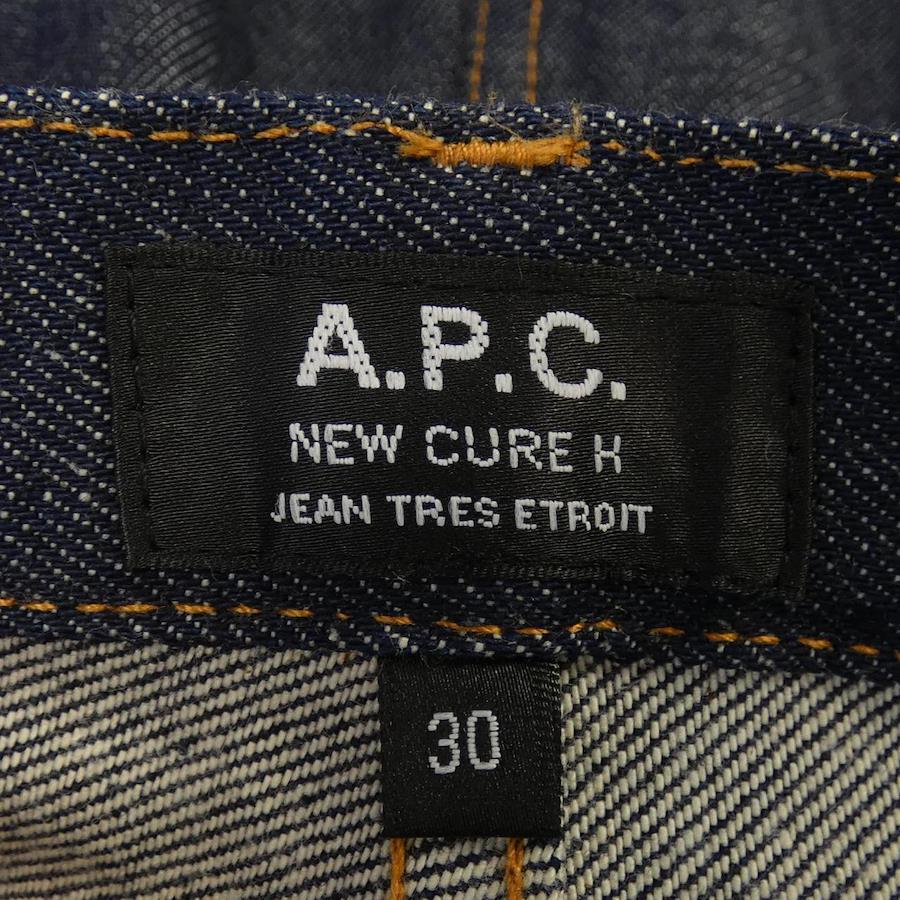 A.P.C.
NEW CURE H
JEAN TRES ETROIT
30